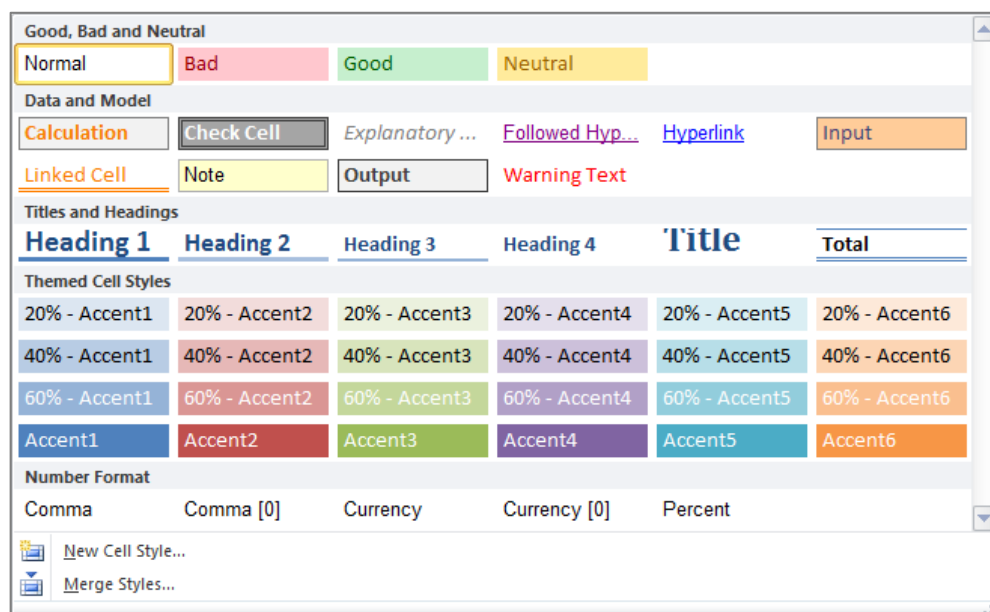 Good, Bad and Neutral
Normal Bad Good Neutral
Data and Model
Calculation Check Cell Explanatory ... Followed Hyp... Hyperlink Input
Linked Cell Note Output Warning Text
Titles and Headings
Heading 1 Heading 2 Heading 3 Heading 4 Title Total
Themed Cell Styles
20% - Accent1 20% - Accent2 20% - Accent3 20% - Accent4 20% - Accent5 20% - Accent6
40% - Accent1 40% - Accent2 40% - Accent3 40% - Accent4 40% - Accent5 40% - Accent6
60% - Accent1 60% - Accent2 60% - Accent3 60% - Accent4 60% - Accent5 60% - Accent6
Accent1 Accent2 Accent3 Accent4 Accent5 Accent6
Number Format
Comma Comma [0] Currency Currency [0] Percent
New Cell Style...
Merge Styles...